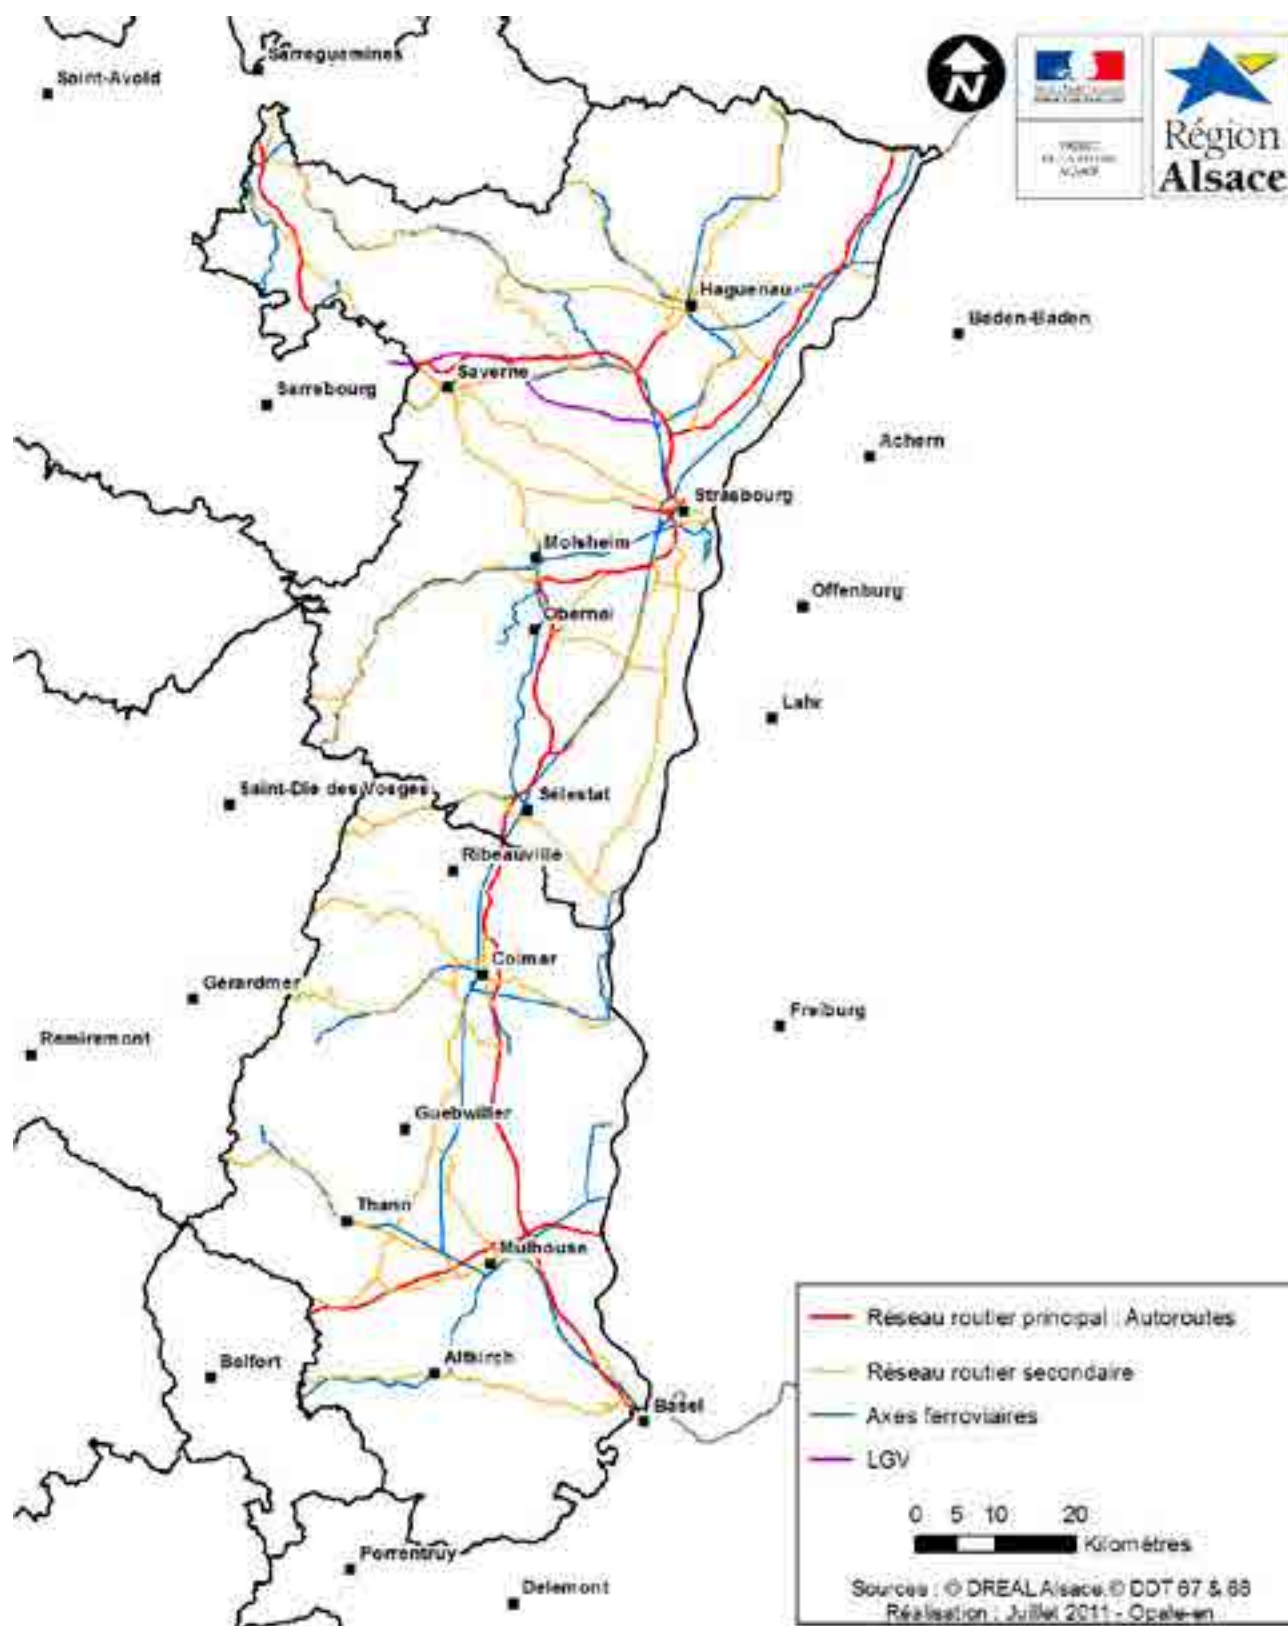 Sarreguemines
Saint-Avold
Région
Alsace
Haguenau
Baden-Baden
Saverne
Sarrebourg
Achern
Strasbourg
Molsheim
Offenburg
Obernai
Lahr
Saint-Dié des Vosges
Sélestat
Ribeauvillé
Colmar
Gérardmer
Freiburg
Remiremont
Guebwiller
Thann
Mulhouse
Réseau routier principal : Autoroutes
Belfort
Altkirch
Réseau routier secondaire
Basel
Axes ferroviaires
LGV
0 5 10 20
Kilomètres
Porrentruy
Delemont
Sources : © DREAL Alsace, © DDT 67 & 68
Réalisation : Juillet 2011 - Opale-en